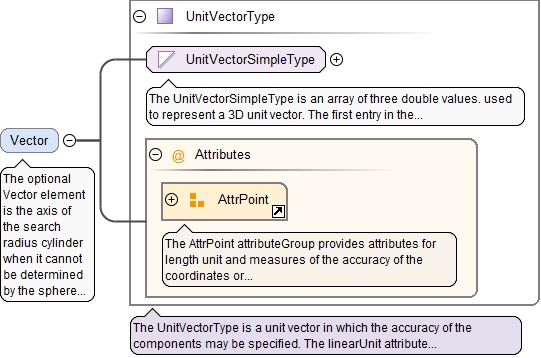 UnitVectorType
UnitVectorSimpleType
The UnitVectorSimpleType is an array of three double values. used
to represent a 3D unit vector. The first entry in the...
Vector
The optional
Vector element
is the axis of
the search
radius cylinder
when it cannot
be determined
by the sphere...
@ Attributes
AttrPoint
The AttrPoint attributeGroup provides attributes for
length unit and measures of the accuracy of the
coordinates or...
The UnitVectorType is a unit vector in which the accuracy of the
components may be specified. The linearUnit attribute...